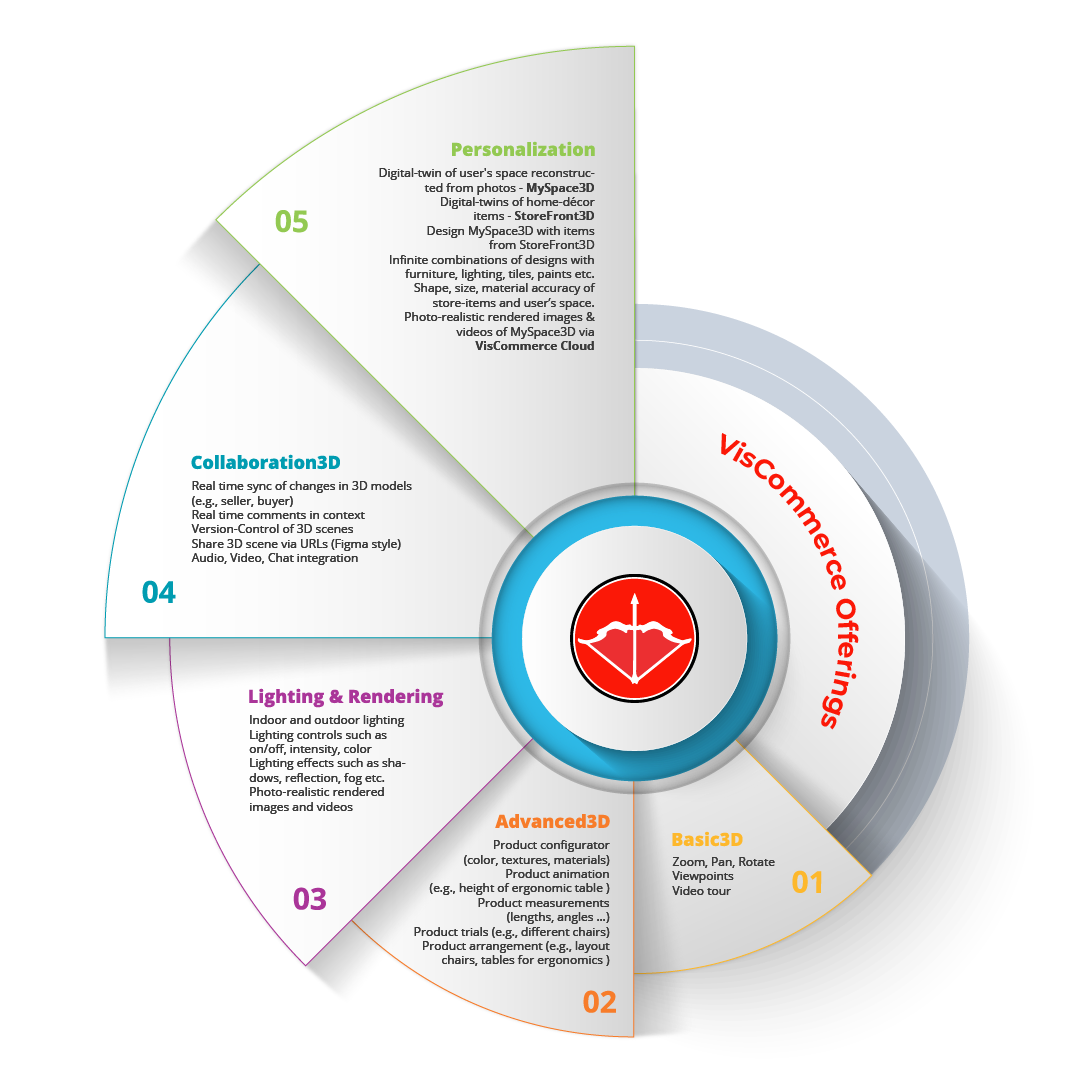 VisCommerce Offerings
Basic3D
Zoom, Pan, Rotate
Viewpoints
Video tour
01
Advanced3D
Product configurator
(color, textures, materials)
Product animation
(e.g., height of ergonomic table )
Product measurements
(lengths, angles ...)
Product trials (e.g., different chairs)
Product arrangement (e.g., layout
chairs, tables for ergonomics )
02
Lighting & Rendering
Indoor and outdoor lighting
Lighting controls such as
on/off, intensity, color
Lighting effects such as sha-
dows, reflection, fog etc.
Photo-realistic rendered
images and videos
03
Collaboration3D
Real time sync of changes in 3D models
(e.g., seller, buyer)
Real time comments in context
Version-Control of 3D scenes
Share 3D scene via URLs (Figma style)
Audio, Video, Chat integration
04
Personalization
Digital-twin of user's space reconstruc-
ted from photos - MySpace3D
Digital-twins of home-décor
items - StoreFront3D
Design MySpace3D with items
from StoreFront3D
Infinite combinations of designs with
furniture, lighting, tiles, paints etc.
Shape, size, material accuracy of
store-items and user’s space.
Photo-realistic rendered images &
videos of MySpace3D via
VisCommerce Cloud
05